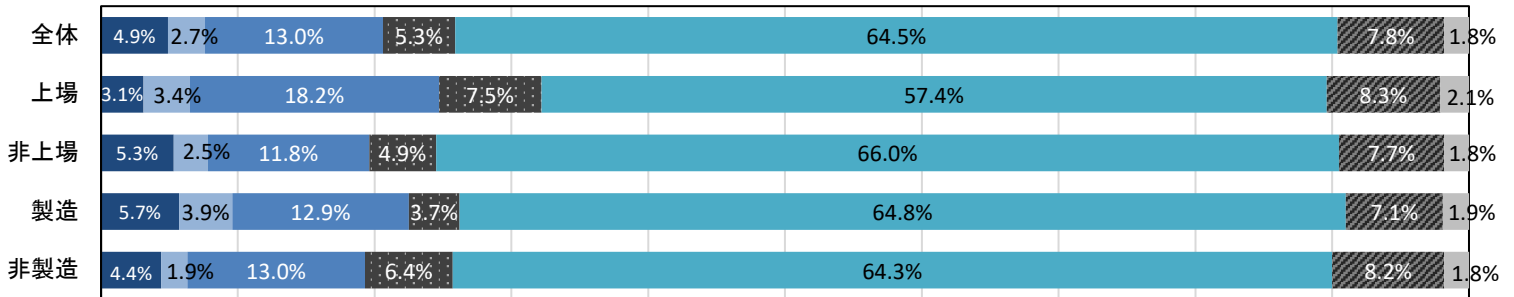 全体 4.9% 2.7% 13.0% 5.3% 64.5% 7.8% 1.8%
上場 3.1% 3.4% 18.2% 7.5% 57.4% 8.3% 2.1%
非上場 5.3% 2.5% 11.8% 4.9% 66.0% 7.7% 1.8%
製造 5.7% 3.9% 12.9% 3.7% 64.8% 7.1% 1.9%
非製造 4.4% 1.9% 13.0% 6.4% 64.3% 8.2% 1.8%